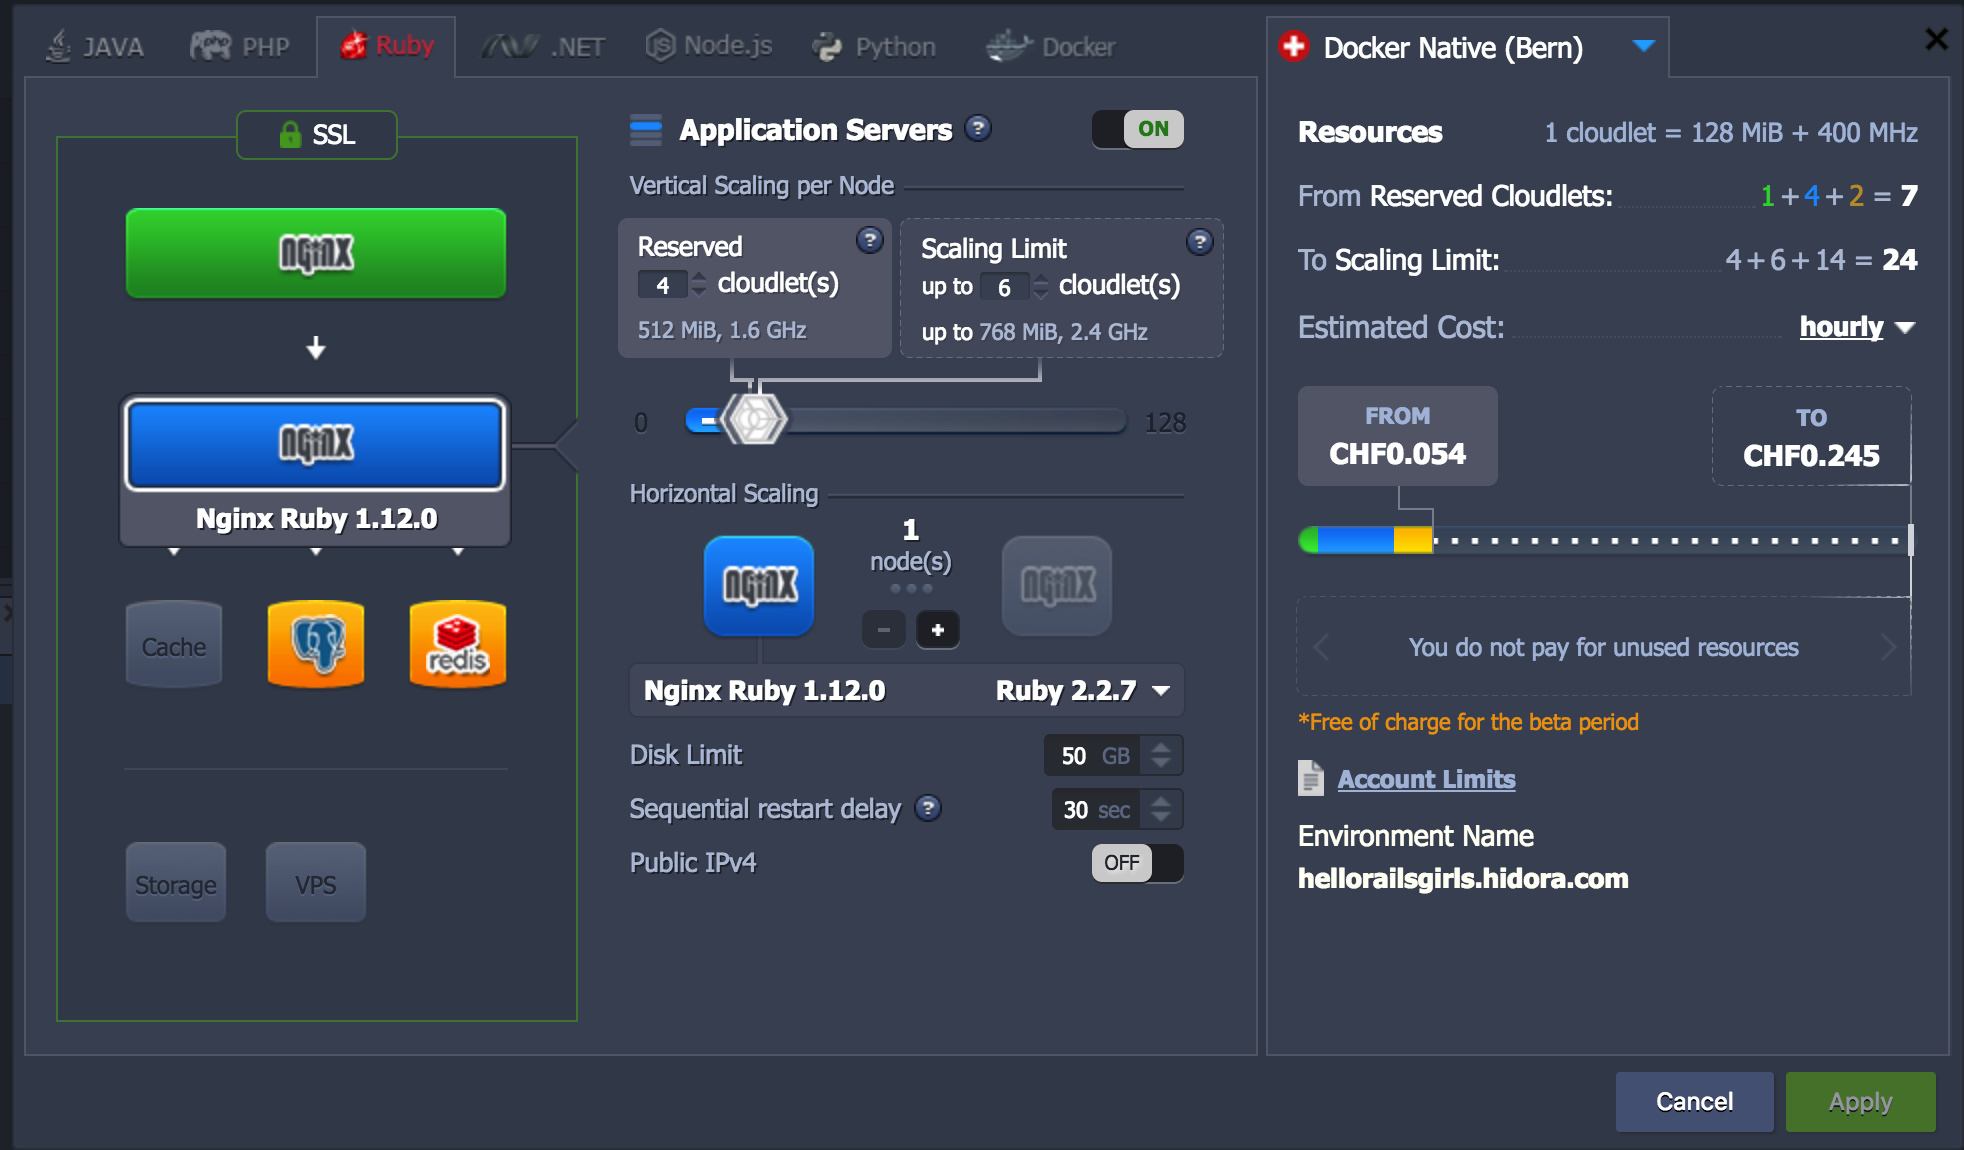 JAVA
PHP
Ruby
.NET
Node.js
Python
Docker
Docker Native (Bern)
SSL
NGINX
NGINX
Nginx Ruby 1.12.0
Cache
redis
Storage
VPS
Application Servers ?
ON
Vertical Scaling per Node
Reserved ?
4 cloudlet(s)
512 MiB, 1.6 GHz
Scaling Limit ?
up to 6 cloudlet(s)
up to 768 MiB, 2.4 GHz
0
128
Horizontal Scaling
NGINX
1
node(s)
NGINX
Nginx Ruby 1.12.0
Ruby 2.2.7
Disk Limit
50 GB
Sequential restart delay ?
30 sec
Public IPv4
OFF
Resources
1 cloudlet = 128 MiB + 400 MHz
From Reserved Cloudlets:
1 + 4 + 2 = 7
To Scaling Limit:
4 + 6 + 14 = 24
Estimated Cost:
hourly
FROM
CHF0.054
TO
CHF0.245
You do not pay for unused resources
*Free of charge for the beta period
Account Limits
Environment Name
hellorailsgirls.hidora.com
Cancel
Apply